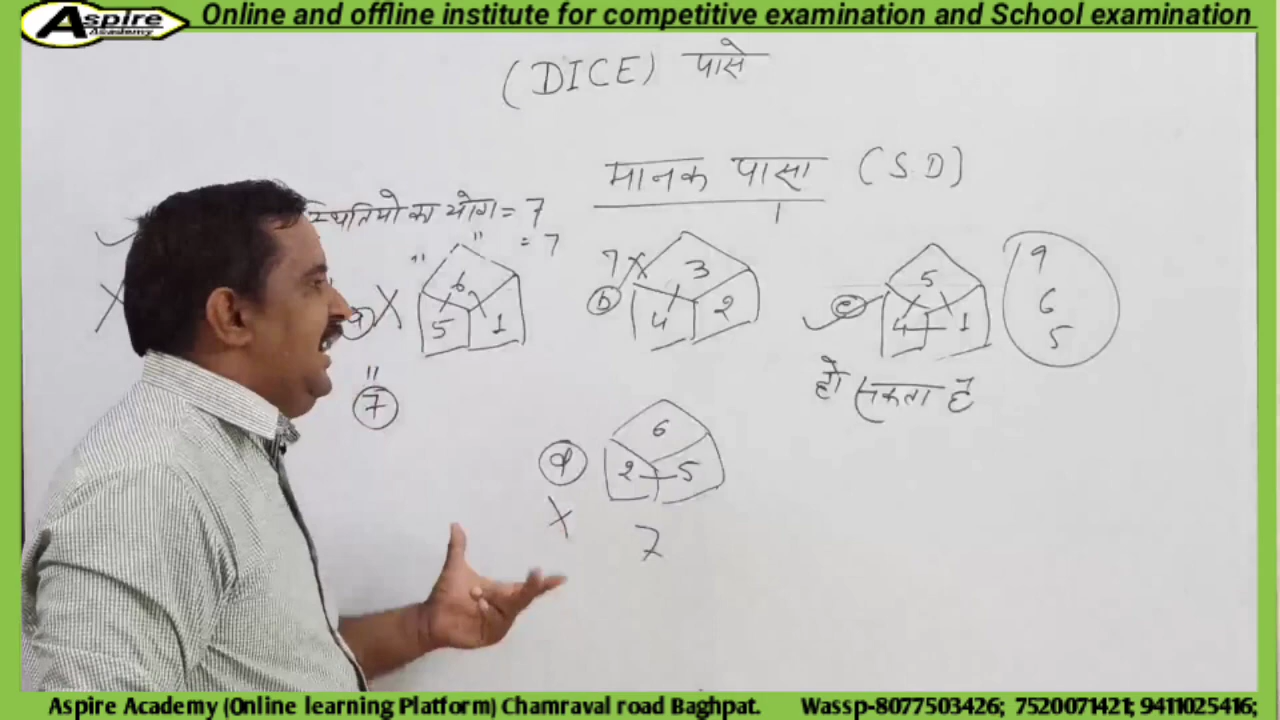 Aspire
Academy
Online and offline institute for competitive examination and School examination
(DICE) पासे
मानक पासा (S.D)
स्थितियो का योग = 7
" " = 7
a X 6 5 1
7 X b 3 4 2
c 5 4 1
9
6
5
"
7
हो सकता है
d 6 2 5
X 7
Aspire Academy (Online learning Platform) Chamraval road Baghpat. Wassp-8077503426; 7520071421; 9411025416;